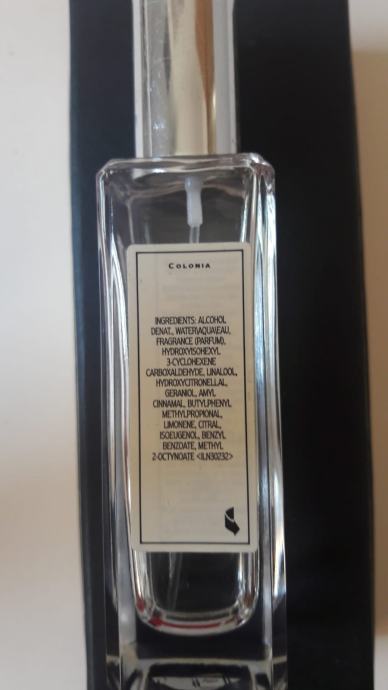 COLONIA
INGREDIENTS: ALCOHOL
DENAT., WATER\AQUA\EAU,
FRAGRANCE (PARFUM),
HYDROXYISOHEXYL
3-CYCLOHEXENE
CARBOXALDEHYDE, LINALOOL,
HYDROXYCITRONELLAL,
GERANIOL, AMYL
CINNAMAL, BUTYLPHENYL
METHYLPROPIONAL,
LIMONENE, CITRAL,
ISOEUGENOL, BENZYL
BENZOATE, METHYL
2-OCTYNOATE <ILN30232>